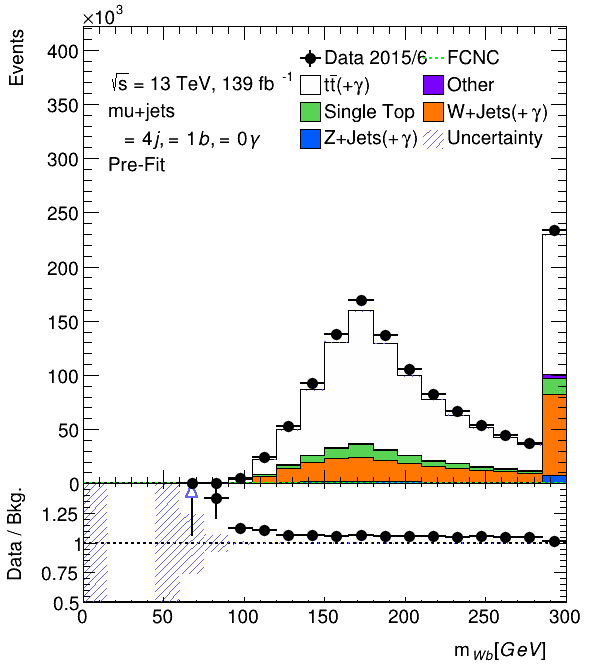 ×10³
Events
400
350
300
250
200
150
100
50
0
√s = 13 TeV, 139 fb⁻¹
mu+jets
= 4j, = 1b, = 0γ
Pre-Fit
Data 2015/6
FCNC
tt̄(+γ)
Other
Single Top
W+Jets(+γ)
Z+Jets(+γ)
Uncertainty
Data / Bkg.
1.25
1
0.75
0.5
0 50 100 150 200 250 300
m_Wb[GeV]